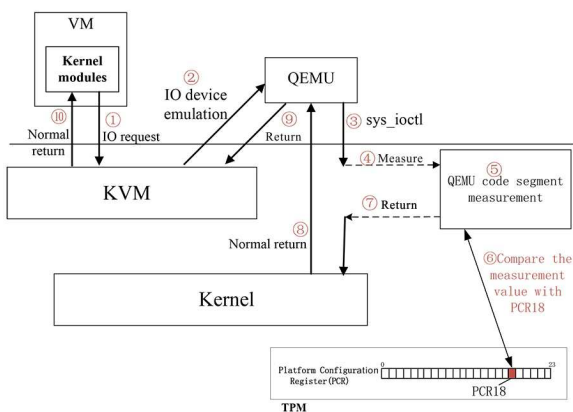 VM
Kernel
modules
②
IO device
emulation
QEMU
⑩
Normal
return
①
IO request
⑨
Return
③ sys_ioctl
④ Measure
⑤
QEMU code segment
measurement
KVM
⑦ Return
⑧
Normal return
Kernel
⑥Compare the
measurement
value with
PCR18
0
23
Platform Configuration
Register(PCR)
PCR18
TPM